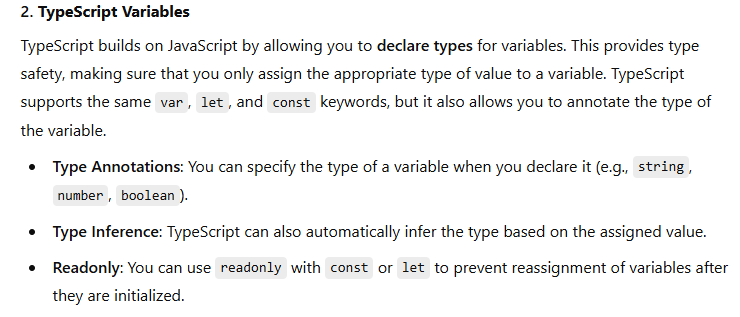 2. TypeScript Variables
TypeScript builds on JavaScript by allowing you to declare types for variables. This provides type
safety, making sure that you only assign the appropriate type of value to a variable. TypeScript
supports the same var, let, and const keywords, but it also allows you to annotate the type of
the variable.
• Type Annotations: You can specify the type of a variable when you declare it (e.g., string,
number, boolean).
• Type Inference: TypeScript can also automatically infer the type based on the assigned value.
• Readonly: You can use readonly with const or let to prevent reassignment of variables after
they are initialized.